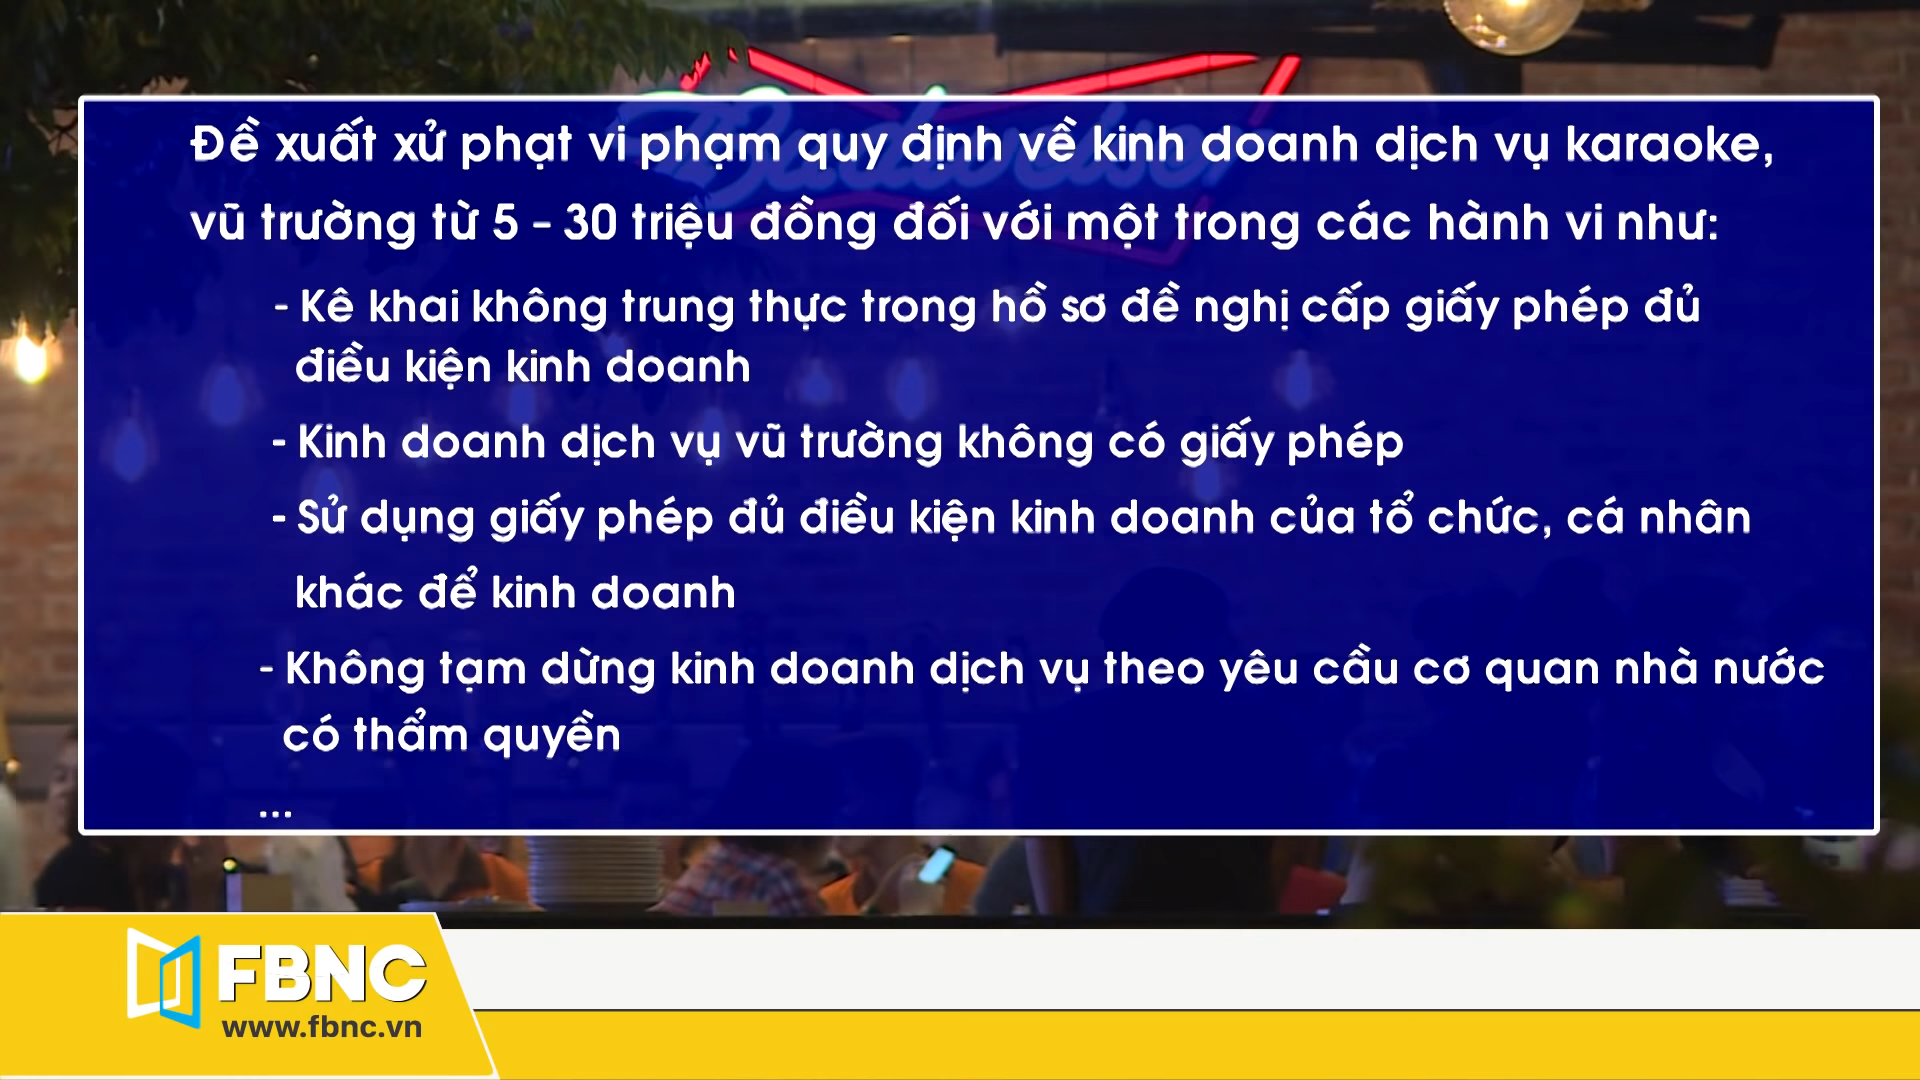 Budweiser
Đề xuất xử phạt vi phạm quy định về kinh doanh dịch vụ karaoke,
vũ trường từ 5 - 30 triệu đồng đối với một trong các hành vi như:
- Kê khai không trung thực trong hồ sơ đề nghị cấp giấy phép đủ
điều kiện kinh doanh
- Kinh doanh dịch vụ vũ trường không có giấy phép
- Sử dụng giấy phép đủ điều kiện kinh doanh của tổ chức, cá nhân
khác để kinh doanh
- Không tạm dừng kinh doanh dịch vụ theo yêu cầu cơ quan nhà nước
có thẩm quyền
...
FBNC
www.fbnc.vn